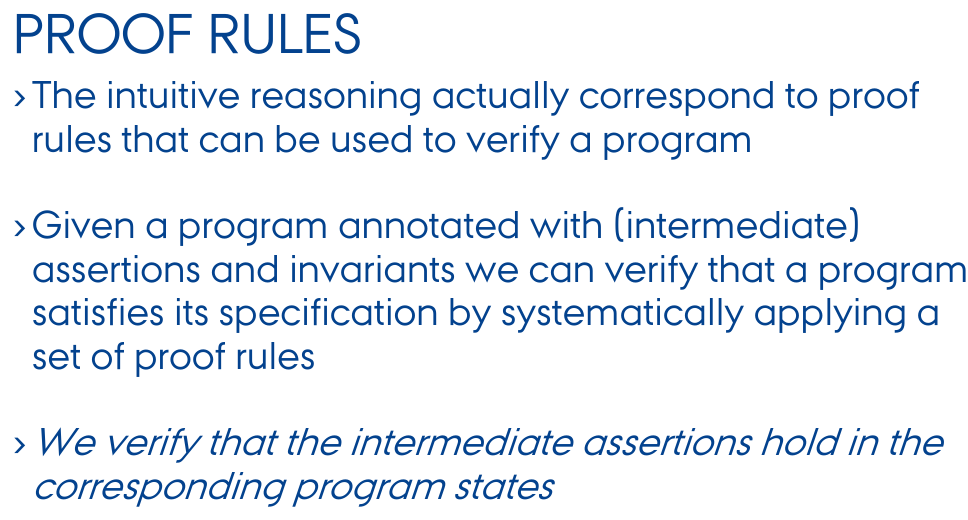 PROOF RULES
› The intuitive reasoning actually correspond to proof
rules that can be used to verify a program
› Given a program annotated with (intermediate)
assertions and invariants we can verify that a program
satisfies its specification by systematically applying a
set of proof rules
› We verify that the intermediate assertions hold in the
corresponding program states